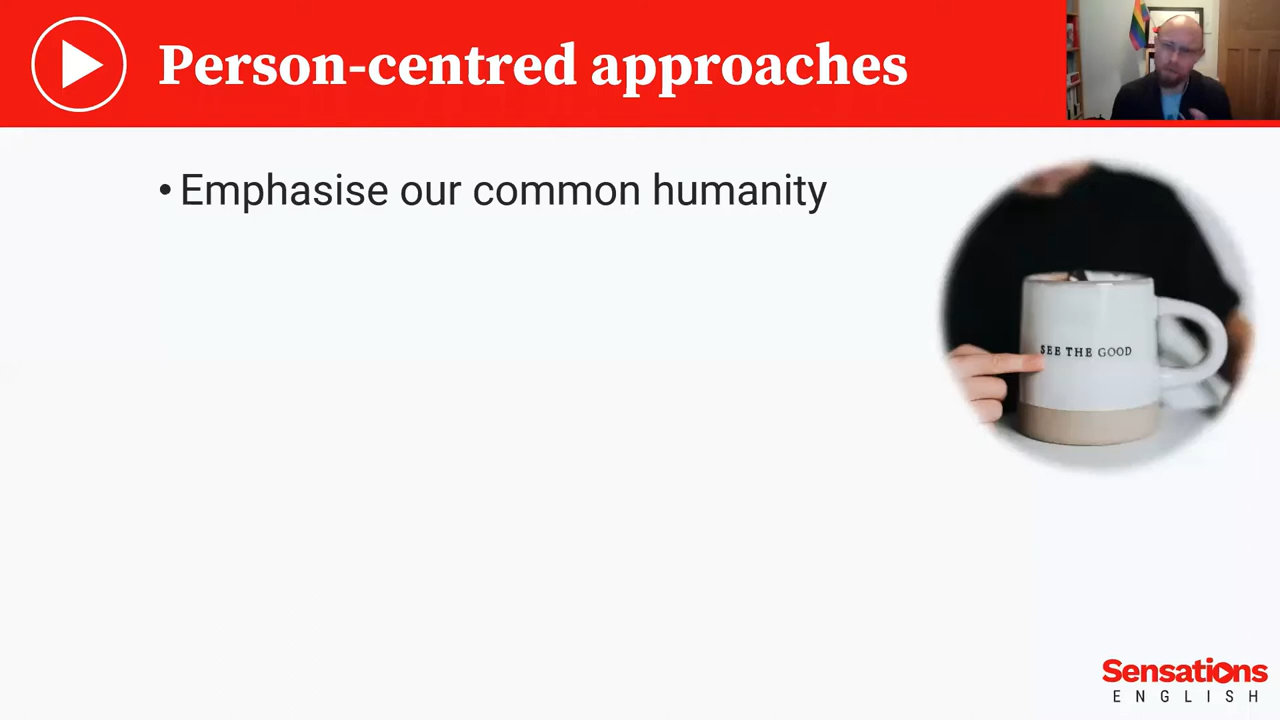 Person-centred approaches
• Emphasise our common humanity
SEE THE GOOD
Sensations
ENGLISH